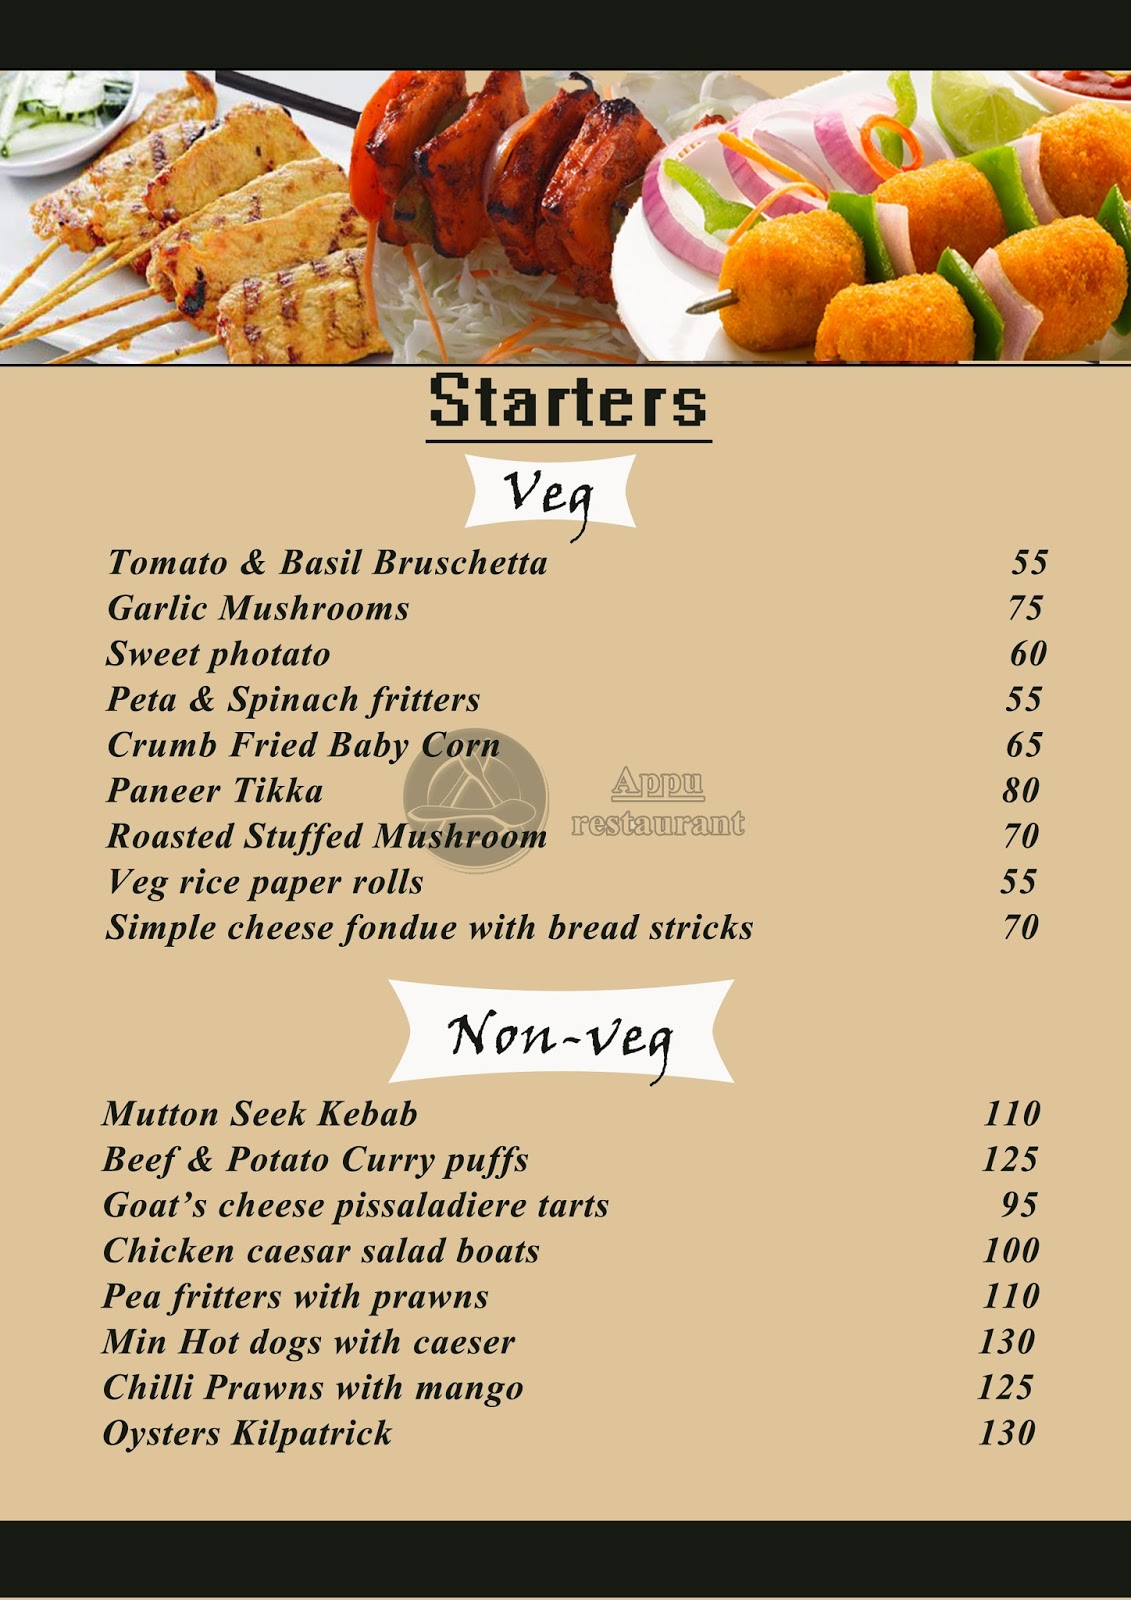 Starters
Veg
Tomato & Basil Bruschetta 55
Garlic Mushrooms 75
Sweet photato 60
Peta & Spinach fritters 55
Crumb Fried Baby Corn 65
Paneer Tikka 80
Appu
restaurant
Roasted Stuffed Mushroom 70
Veg rice paper rolls 55
Simple cheese fondue with bread stricks 70
Non-veg
Mutton Seek Kebab 110
Beef & Potato Curry puffs 125
Goat’s cheese pissaladiere tarts 95
Chicken caesar salad boats 100
Pea fritters with prawns 110
Min Hot dogs with caeser 130
Chilli Prawns with mango 125
Oysters Kilpatrick 130